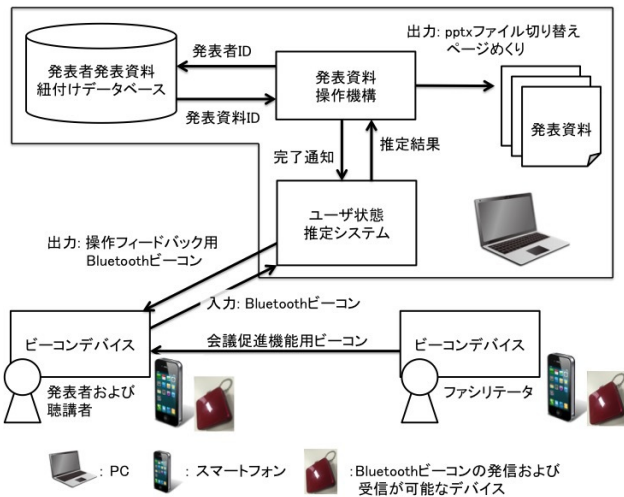 出力: pptxファイル切り替え
ページめくり
発表者発表資料
紐付けデータベース
発表者ID
発表資料ID
発表資料
操作機構
発表資料
完了通知
推定結果
ユーザ状態
推定システム
出力: 操作フィードバック用
Bluetoothビーコン
入力: Bluetoothビーコン
ビーコンデバイス
会議促進機能用ビーコン
ビーコンデバイス
発表者および
聴講者
ファシリテータ
: PC
: スマートフォン
:Bluetoothビーコンの発信および
受信が可能なデバイス